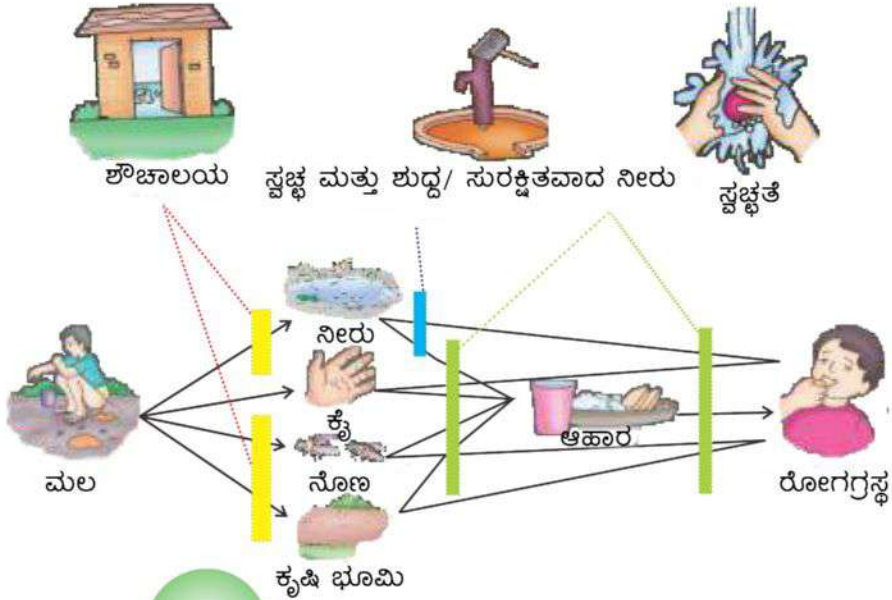 ಶೌಚಾಲಯ
ಸ್ವಚ್ಛ ಮತ್ತು ಶುದ್ದ/ ಸುರಕ್ಷಿತವಾದ ನೀರು
ಸ್ವಚ್ಛತೆ
ನೀರು
ಕೈ
ಆಹಾರ
ಮಲ
ನೊಣ
ರೋಗಗ್ರಸ್ಥ
ಕೃಷಿ ಭೂಮಿ